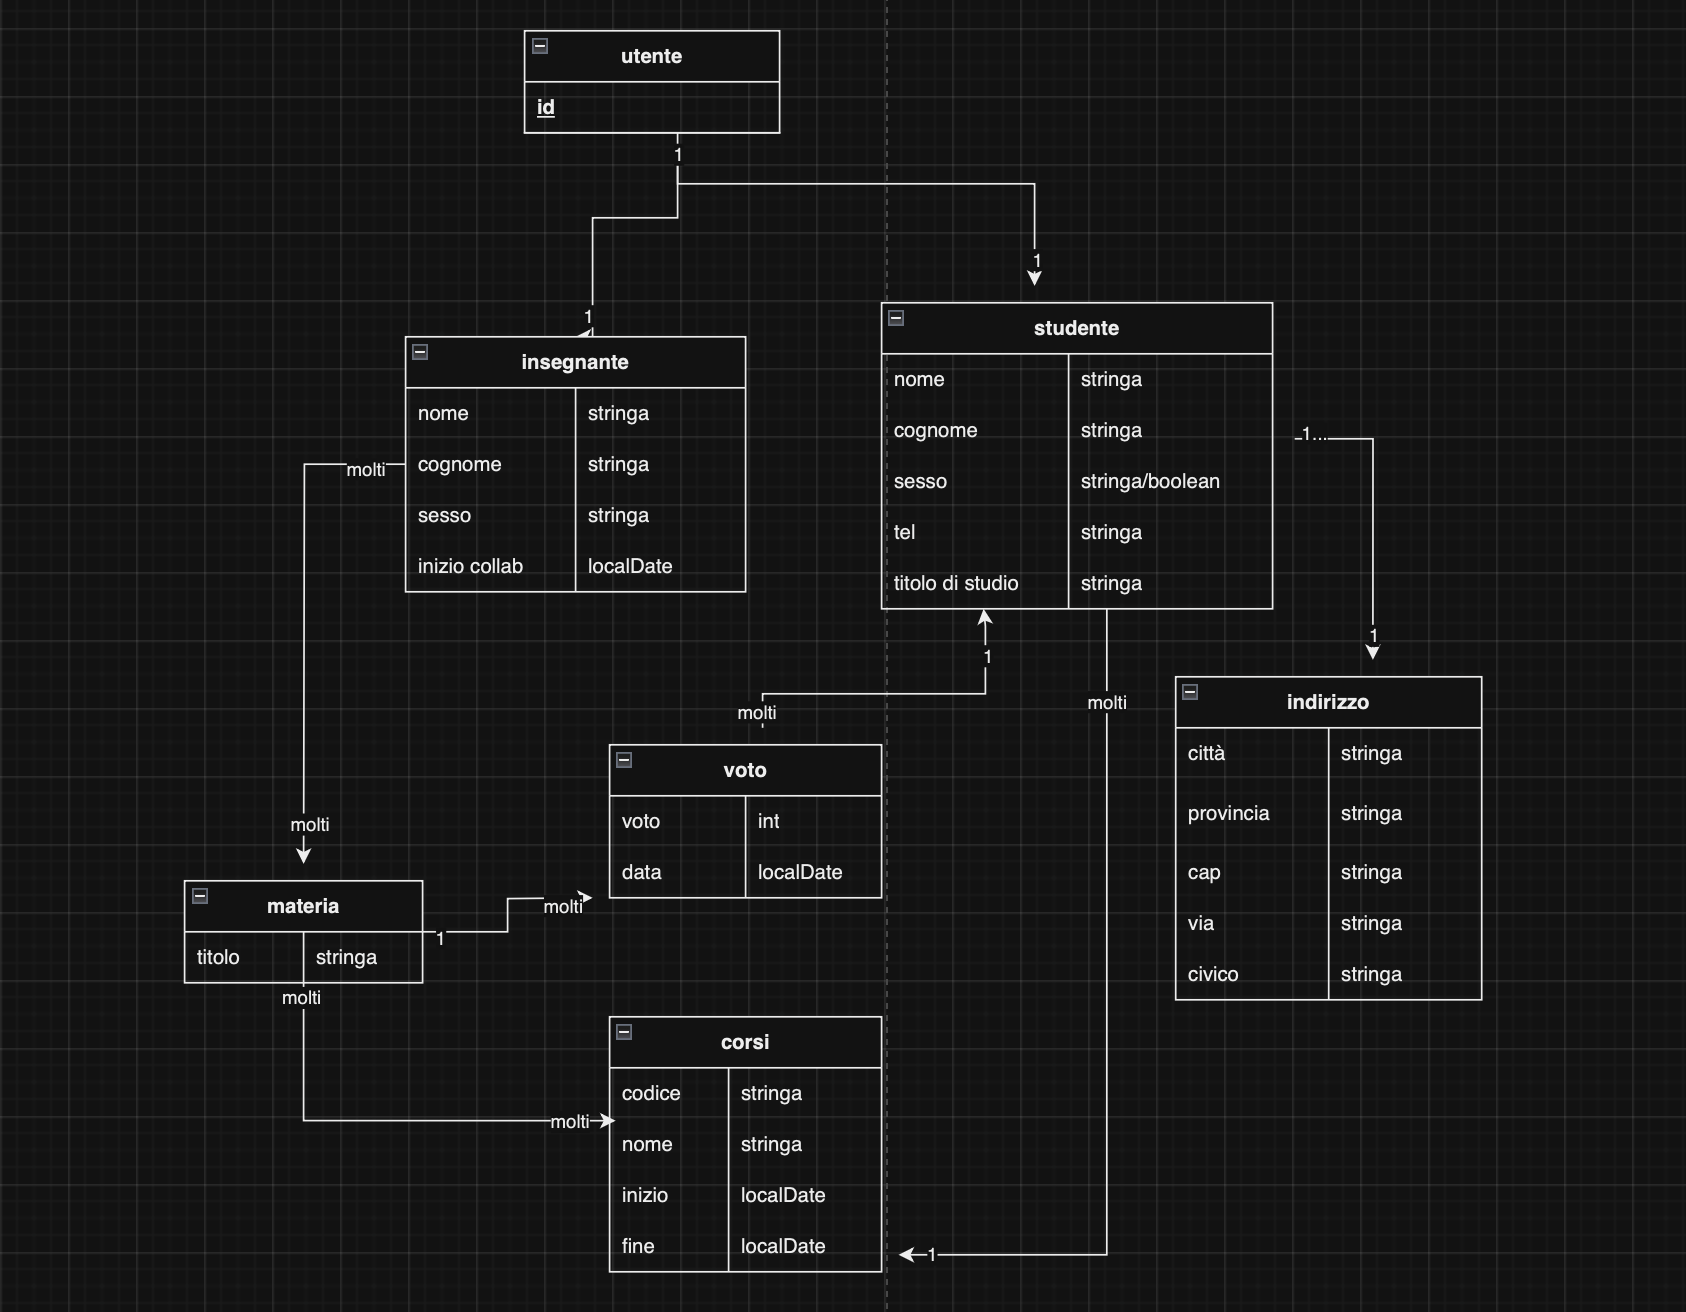 utente
id
1
1
1
insegnante
nome stringa
cognome stringa
sesso stringa
inizio collab localDate
studente
nome stringa
cognome stringa
sesso stringa/boolean
tel stringa
titolo di studio stringa
1...
1
molti
molti
1
molti
molti
indirizzo
città stringa
provincia stringa
cap stringa
via stringa
civico stringa
voto
voto int
data localDate
materia
titolo stringa
1
molti
molti
molti
corsi
codice stringa
nome stringa
inizio localDate
fine localDate
1